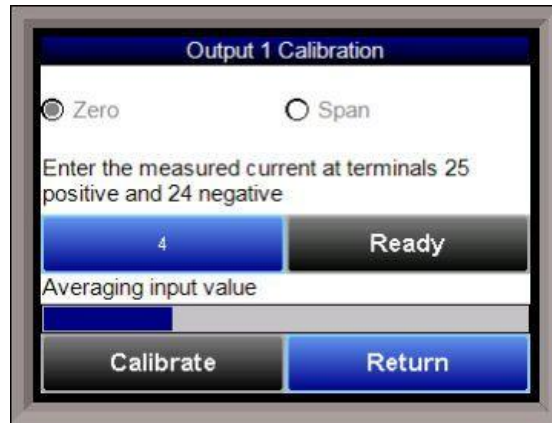 Output 1 Calibration
Zero
Span
Enter the measured current at terminals 25
positive and 24 negative
4
Ready
Averaging input value
Calibrate
Return